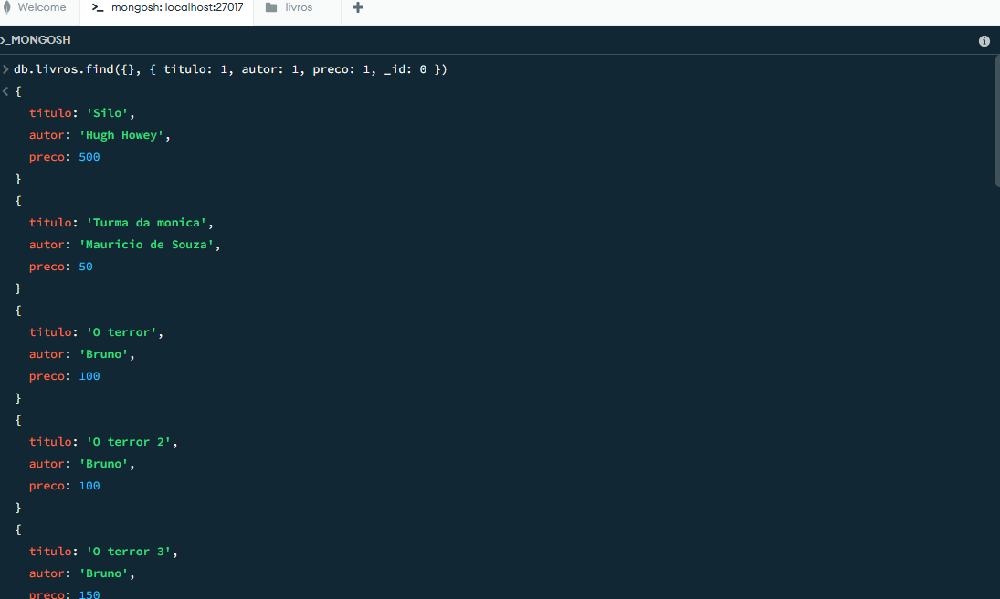 Welcome
>_ mongosh: localhost:27017
livros
>_MONGOSH
> db.livros.find({}, { titulo: 1, autor: 1, preco: 1, _id: 0 })
< {
titulo: 'Silo',
autor: 'Hugh Howey',
preco: 500
}
{
titulo: 'Turma da monica',
autor: 'Mauricio de Souza',
preco: 50
}
{
titulo: 'O terror',
autor: 'Bruno',
preco: 100
}
{
titulo: 'O terror 2',
autor: 'Bruno',
preco: 100
}
{
titulo: 'O terror 3',
autor: 'Bruno',
preco: 150